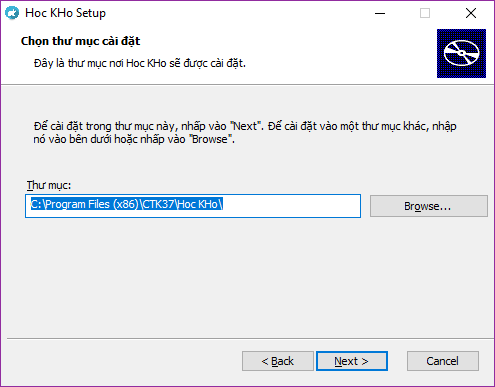 Hoc KHo Setup
Chọn thư mục cài đặt
Đây là thư mục nơi Hoc KHo sẽ được cài đặt.
Để cài đặt trong thư mục này, nhấp vào "Next". Để cài đặt vào một thư mục khác, nhập
nó vào bên dưới hoặc nhấp vào "Browse".
Thư mục:
C:\Program Files (x86)\CTK37\Hoc KHo\
Browse...
< Back
Next >
Cancel